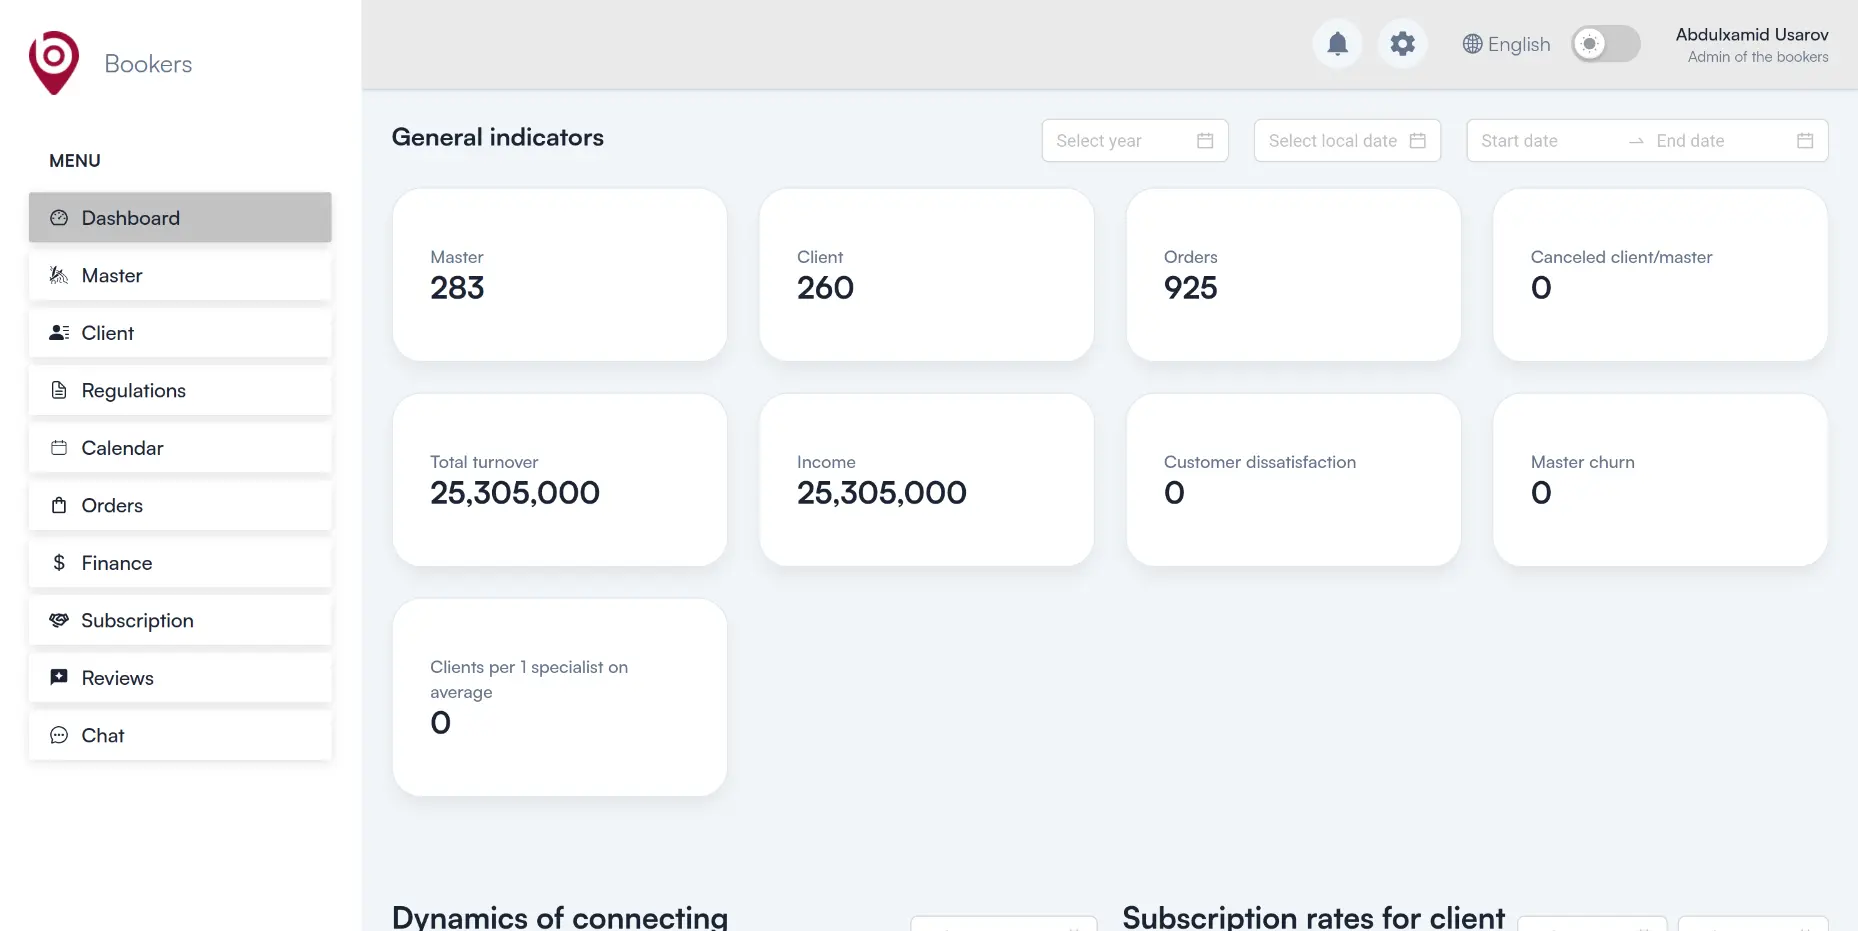 Bookers
English
Abdulxamid Usarov
Admin of the bookers
MENU
Dashboard
Master
Client
Regulations
Calendar
Orders
Finance
Subscription
Reviews
Chat
General indicators
Select year
Select local date
Start date
End date
Master
283
Client
260
Orders
925
Canceled client/master
0
Total turnover
25,305,000
Income
25,305,000
Customer dissatisfaction
0
Master churn
0
Clients per 1 specialist on
average
0
Dynamics of connecting
Subscription rates for client